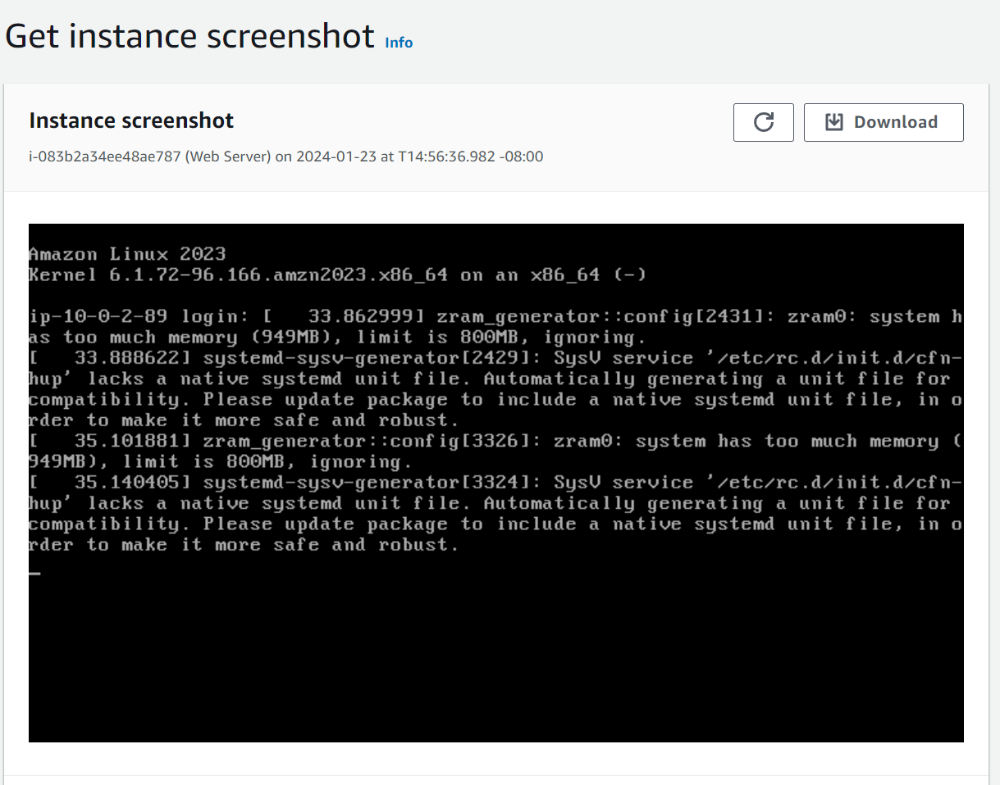 Get instance screenshot Info
Instance screenshot
Download
i-083b2a34ee48ae787 (Web Server) on 2024-01-23 at T14:56:36.982 -08:00
Amazon Linux 2023
Kernel 6.1.72-96.166.amzn2023.x86_64 on an x86_64 (-)
ip-10-0-2-89 login: [   33.862999] zram_generator::config[2431]: zram0: system h
as too much memory (949MB), limit is 800MB, ignoring.
[   33.888622] systemd-sysv-generator[2429]: SysV service '/etc/rc.d/init.d/cfn-
hup' lacks a native systemd unit file. Automatically generating a unit file for
compatibility. Please update package to include a native systemd unit file, in o
rder to make it more safe and robust.
[   35.101881] zram_generator::config[3326]: zram0: system has too much memory (
949MB), limit is 800MB, ignoring.
[   35.140405] systemd-sysv-generator[3324]: SysV service '/etc/rc.d/init.d/cfn-
hup' lacks a native systemd unit file. Automatically generating a unit file for
compatibility. Please update package to include a native systemd unit file, in o
rder to make it more safe and robust.